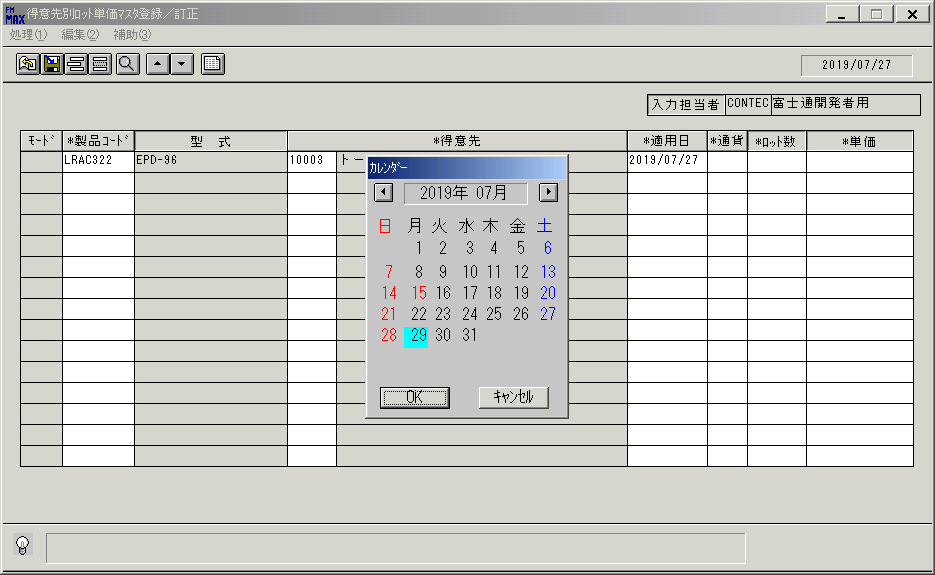 FM MAX 得意先別ﾛｯﾄ単価ﾏｽﾀ登録／訂正
処理(1) 編集(2) 補助(3)
2019/07/27
入力担当者 CONTEC 富士通開発者用
ﾓｰﾄﾞ *製品ｺｰﾄﾞ 型 式 *得意先 *適用日 *通貨 *ﾛｯﾄ数 *単価
LRAC322 EPD-96 10003 トー 2019/07/27
ｶﾚﾝﾀﾞｰ
2019年 07月
日 月 火 水 木 金 土
1 2 3 4 5 6
7 8 9 10 11 12 13
14 15 16 17 18 19 20
21 22 23 24 25 26 27
28 29 30 31
OK ｷｬﾝｾﾙ